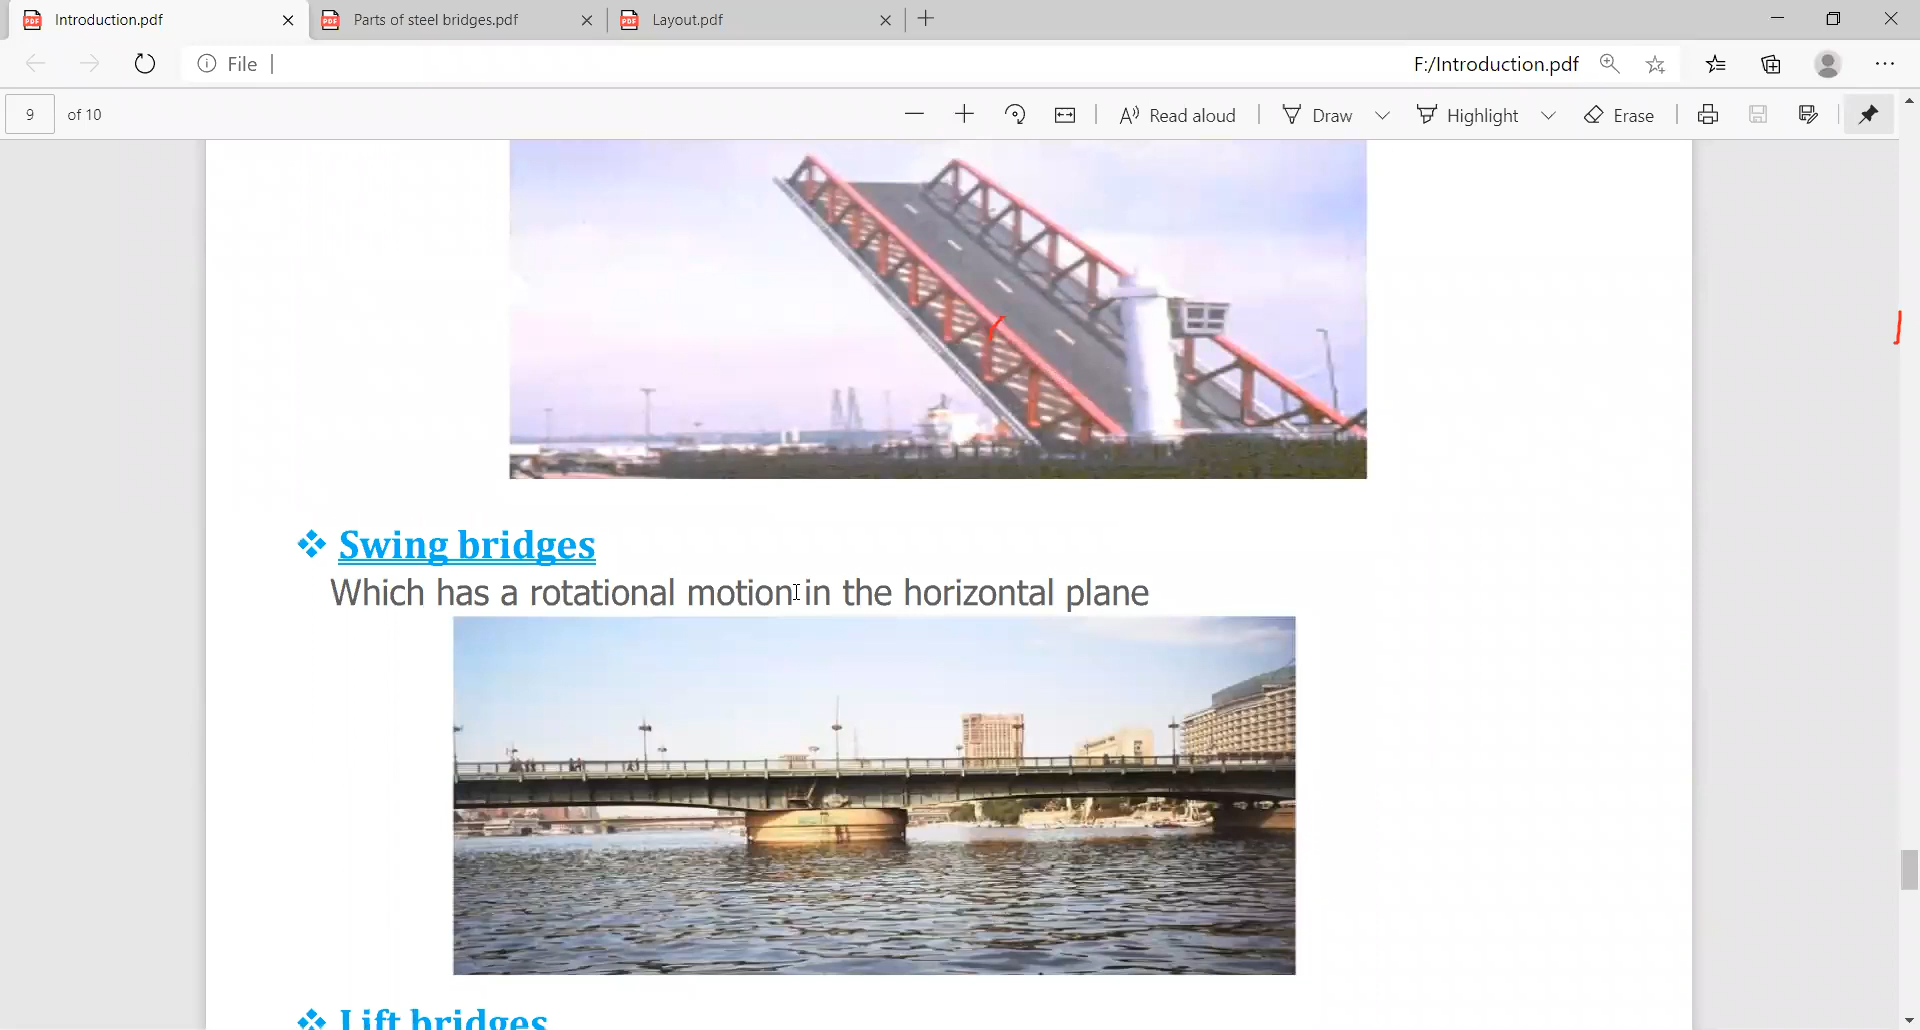 Introduction.pdf
Parts of steel bridges.pdf
Layout.pdf
File
F:/Introduction.pdf
9 of 10
Read aloud
Draw
Highlight
Erase
❖ Swing bridges
Which has a rotational motion in the horizontal plane
❖ Lift bridges